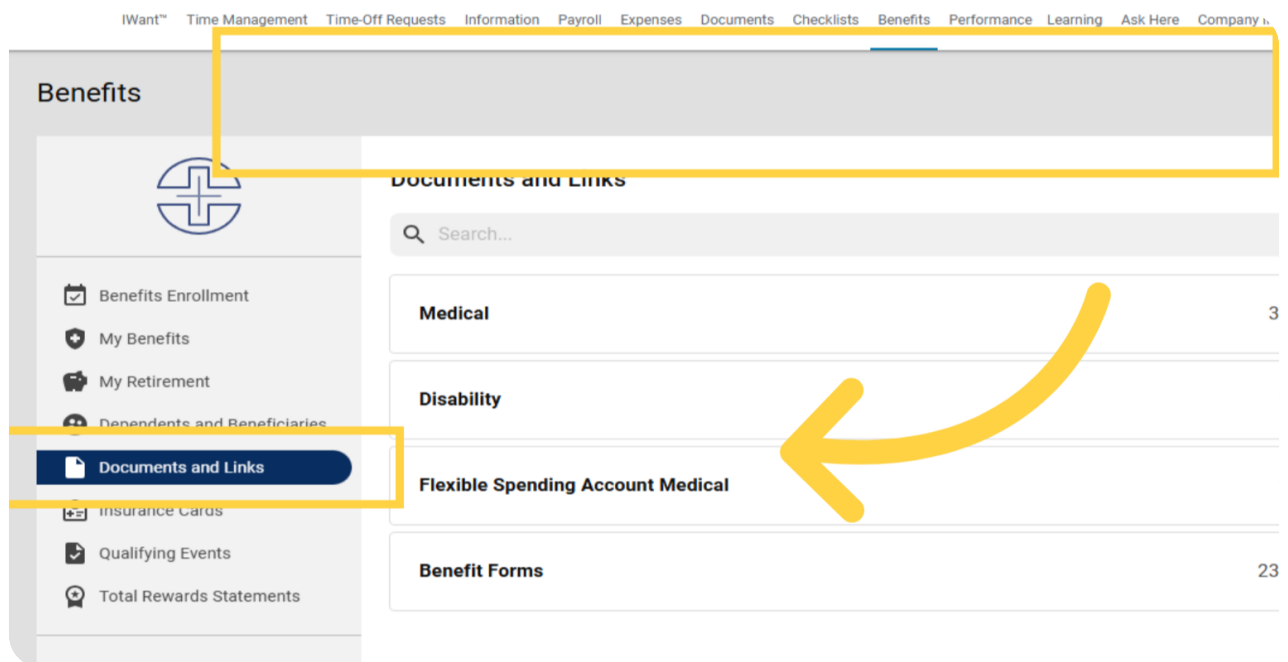 IWant™ Time Management Time-Off Requests Information Payroll Expenses Documents Checklists Benefits Performance Learning Ask Here Company
Benefits
Documents and Links
Search...
Benefits Enrollment
My Benefits
My Retirement
Dependents and Beneficiaries
Documents and Links
Insurance Cards
Qualifying Events
Total Rewards Statements
Medical 3
Disability
Flexible Spending Account Medical
Benefit Forms 23